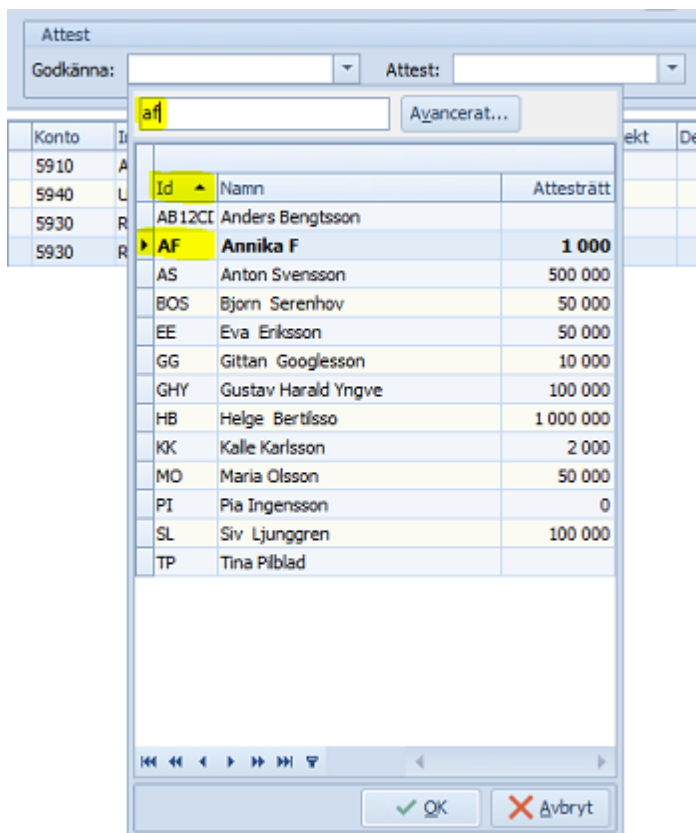 Attest
Godkänna: Attest:
af Avancerat...
Konto
Id Namn Attesträtt
5910 AB12CD Anders Bengtsson
5940 AF Annika F 1 000
5930 AS Anton Svensson 500 000
5930 BOS Bjorn Serenhov 50 000
EE Eva Eriksson 50 000
GG Gittan Googlesson 10 000
GHY Gustav Harald Yngve 100 000
HB Helge Bertilsso 1 000 000
KK Kalle Karlsson 2 000
MO Maria Olsson 50 000
PI Pia Ingensson 0
SL Siv Ljunggren 100 000
TP Tina Pilblad
OK Avbryt